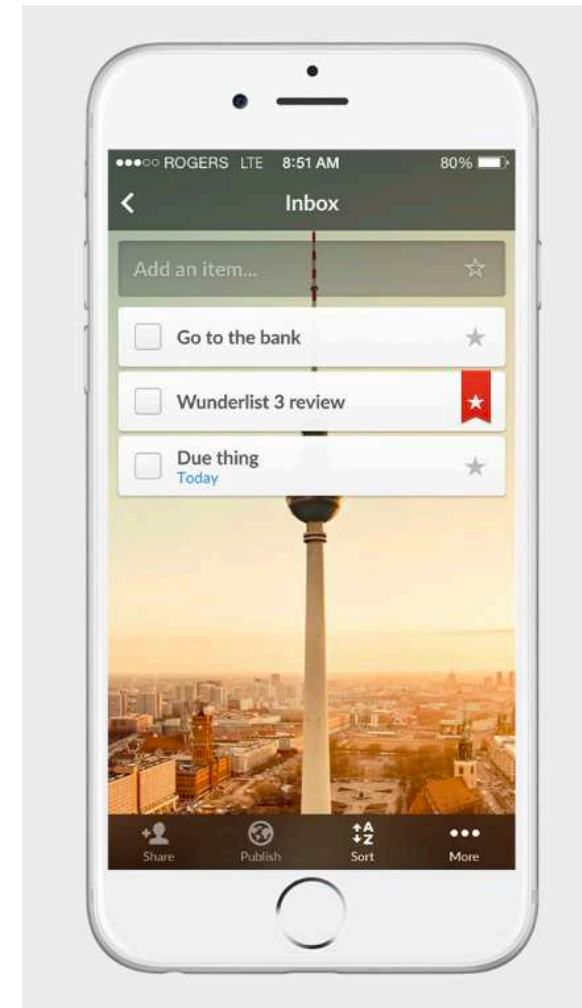 ROGERS LTE 8:51 AM 80%
Inbox
Add an item...
Go to the bank
Wunderlist 3 review
Due thing
Today
Share Publish Sort More